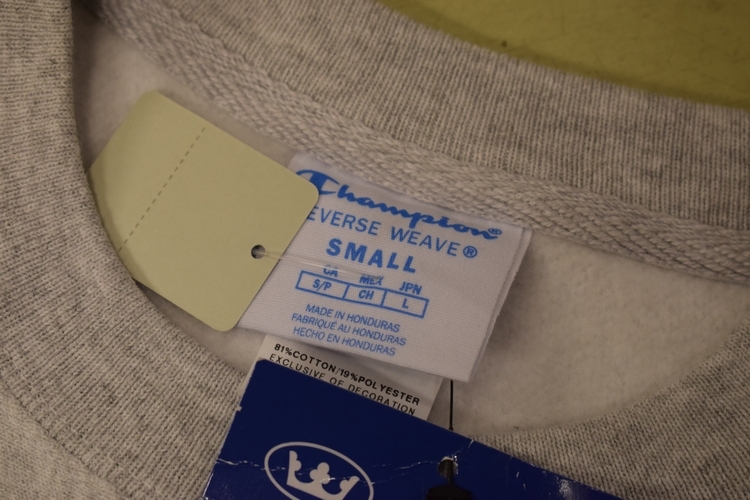 Champion®
EVERSE WEAVE®
SMALL
CA MEX JPN
S/P CH L
MADE IN HONDURAS
FABRIQUÉ AU HONDURAS
HECHO EN HONDURAS
81%COTTON/19%POLYESTER
EXCLUSIVE OF DECORATION